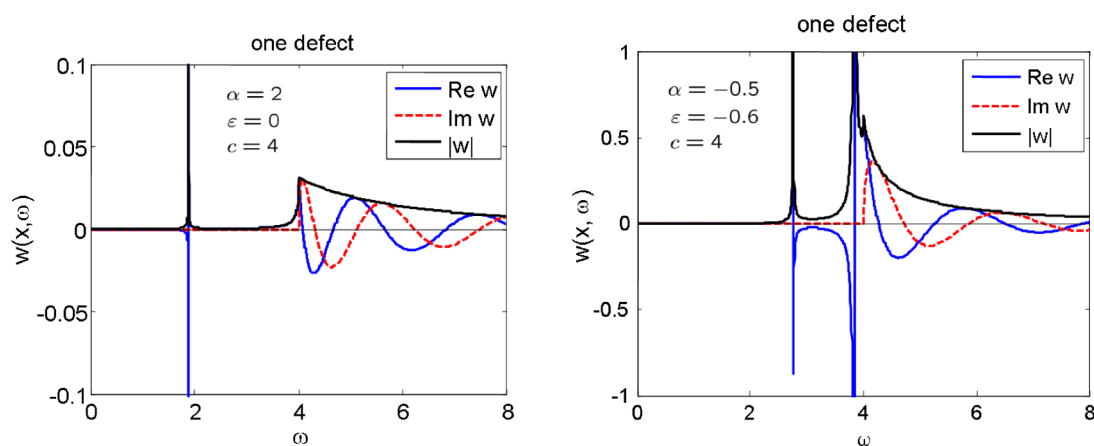 one defect
α = 2
ε = 0
c = 4
Re w
Im w
|w|
0.1
0.05
0
-0.05
-0.1
w(x,ω)
0 2 4 6 8
ω
one defect
α = −0.5
ε = −0.6
c = 4
Re w
Im w
|w|
1
0.5
0
-0.5
-1
w(x, ω)
0 2 4 6 8
ω